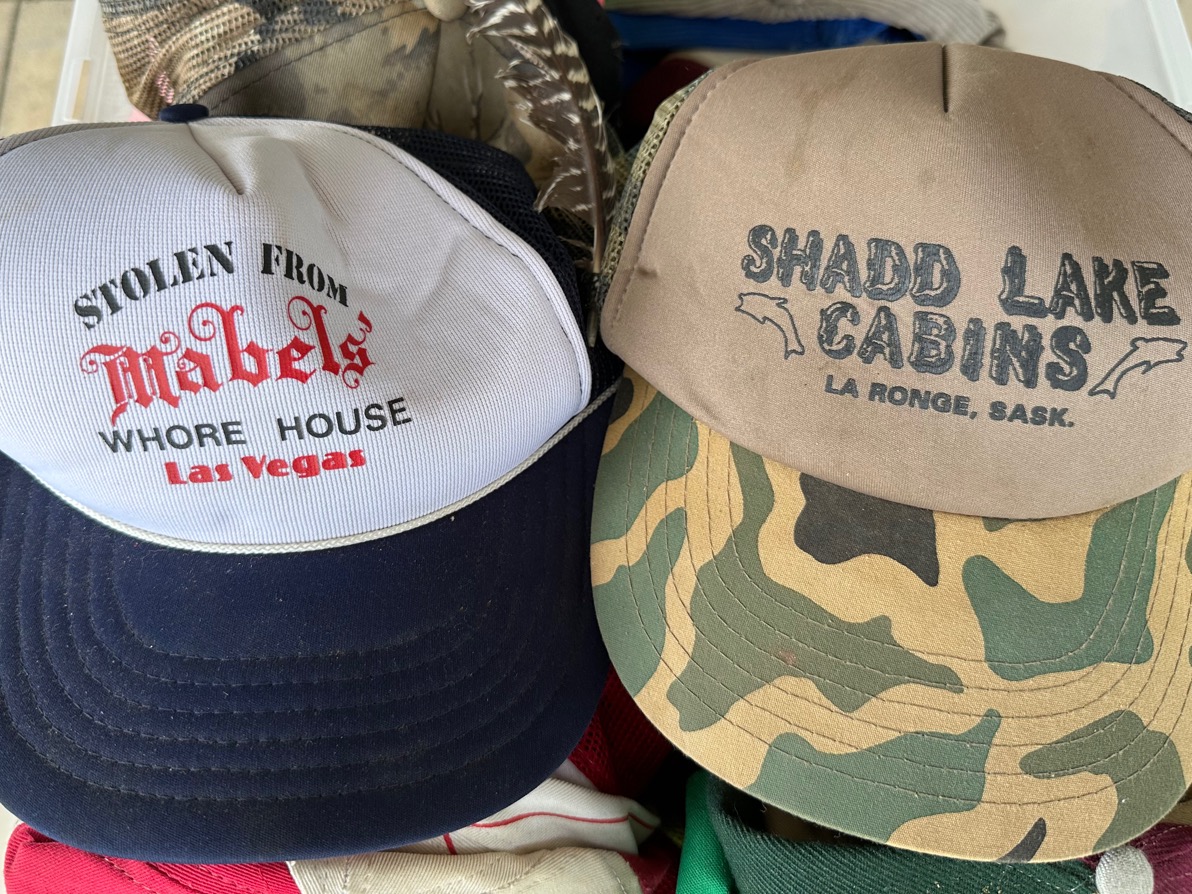 STOLEN FROM
Mabels'
WHORE HOUSE
Las Vegas
SHADD LAKE
CABINS
LA RONGE, SASK.